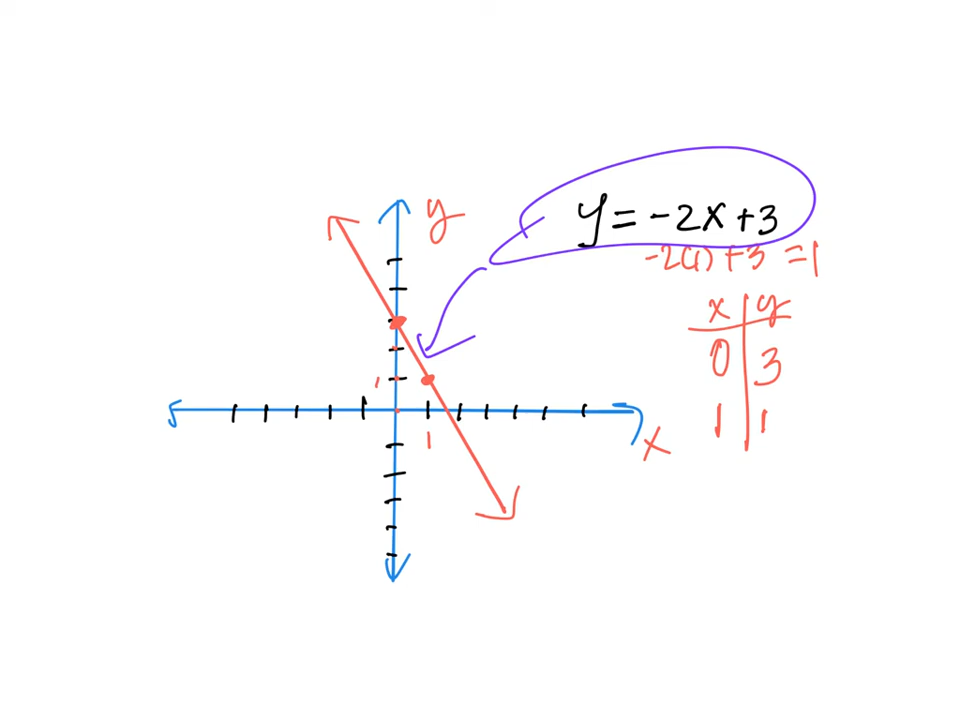 y
y = -2x + 3
-2(1) + 3 = 1
x | y
0 | 3
1 | 1
1
1
x